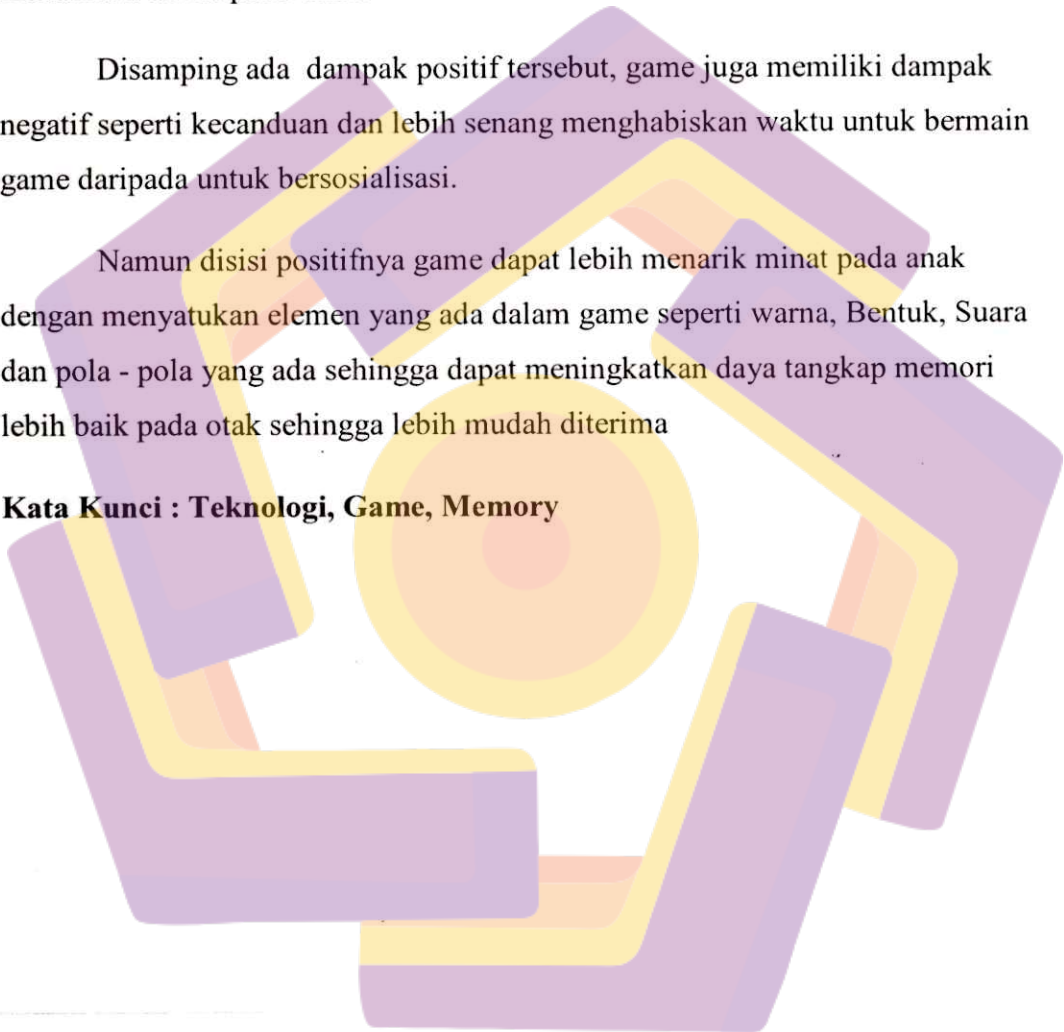 Disamping ada dampak positif tersebut, game juga memiliki dampak
negatif seperti kecanduan dan lebih senang menghabiskan waktu untuk bermain
game daripada untuk bersosialisasi.
Namun disisi positifnya game dapat lebih menarik minat pada anak
dengan menyatukan elemen yang ada dalam game seperti warna, Bentuk, Suara
dan pola - pola yang ada sehingga dapat meningkatkan daya tangkap memori
lebih baik pada otak sehingga lebih mudah diterima
Kata Kunci : Teknologi, Game, Memory